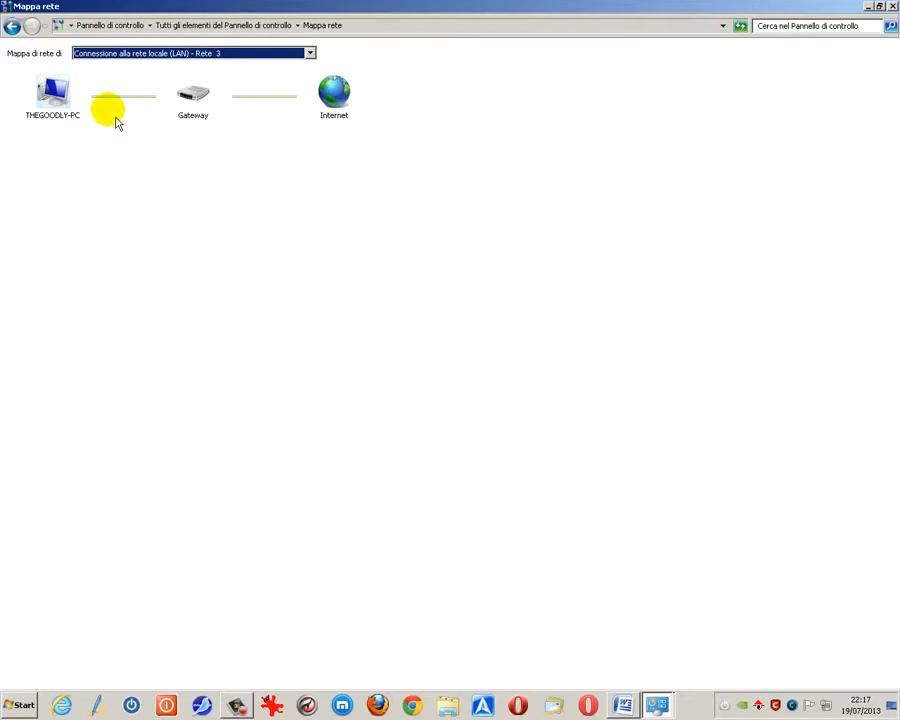 Mappa rete
Pannello di controllo Tutti gli elementi del Pannello di controllo Mappa rete
Cerca nel Pannello di controllo
Mappa di rete di Connessione alla rete locale (LAN) - Rete 3
THEGOODLY-PC
Gateway
Internet
Start
22:17
19/07/2013